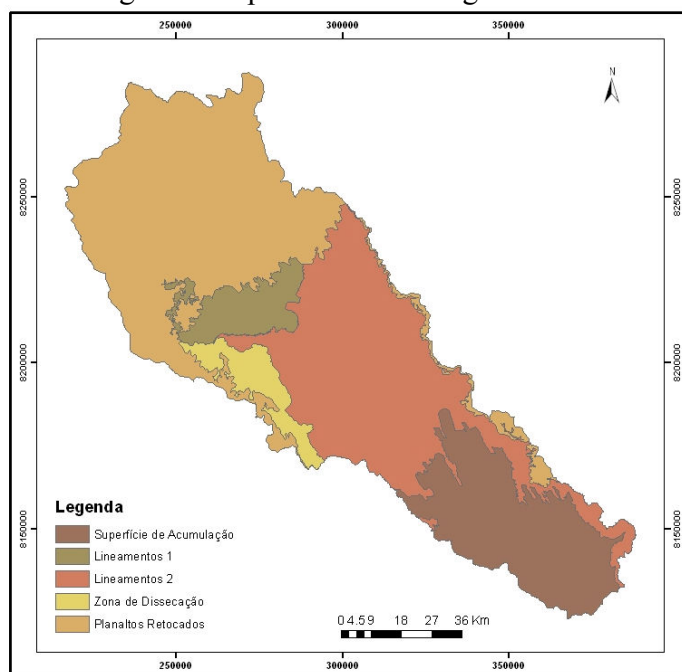 250000
300000
350000
N
8250000
8250000
8200000
8200000
8150000
8150000
Legenda
Superfície de Acumulação
Lineamentos 1
Lineamentos 2
Zona de Dissecação
Planaltos Retocados
0 4.5 9 18 27 36 Km
250000
300000
350000